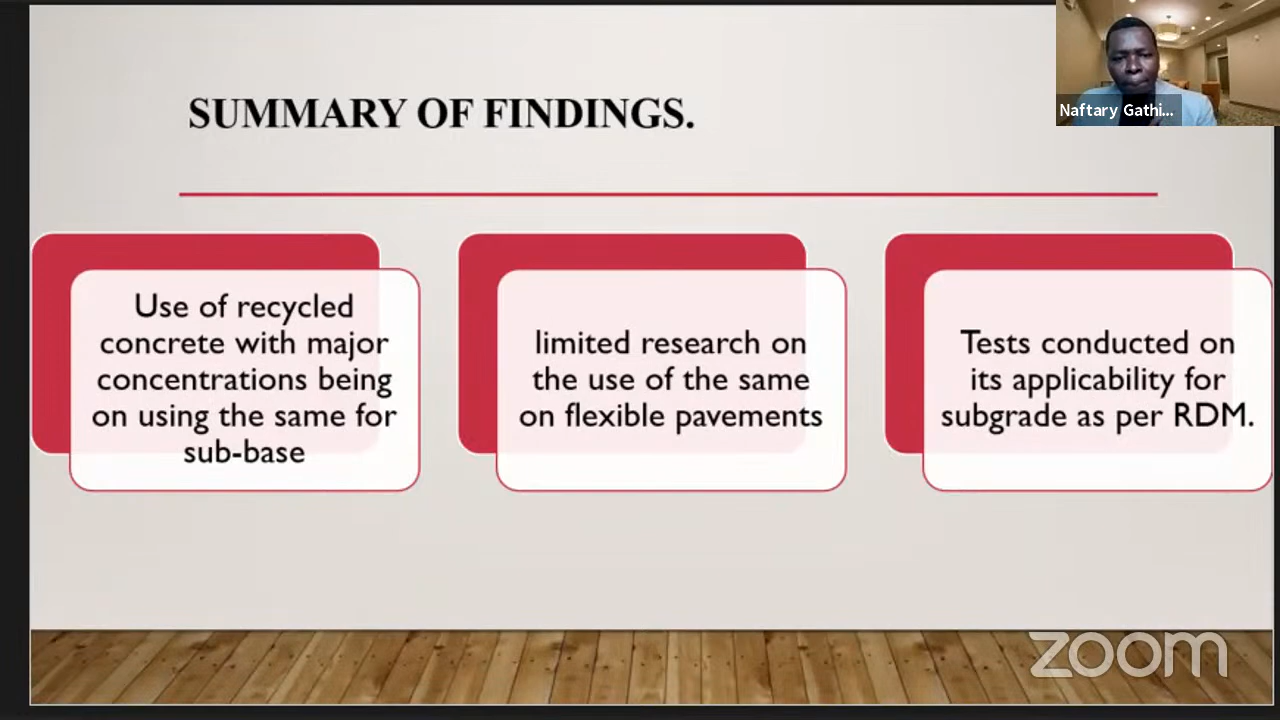 SUMMARY OF FINDINGS.
Naftary Gathi...
Use of recycled
concrete with major
concentrations being
on using the same for
sub-base
limited research on
the use of the same
on flexible pavements
Tests conducted on
its applicability for
subgrade as per RDM.
zoom